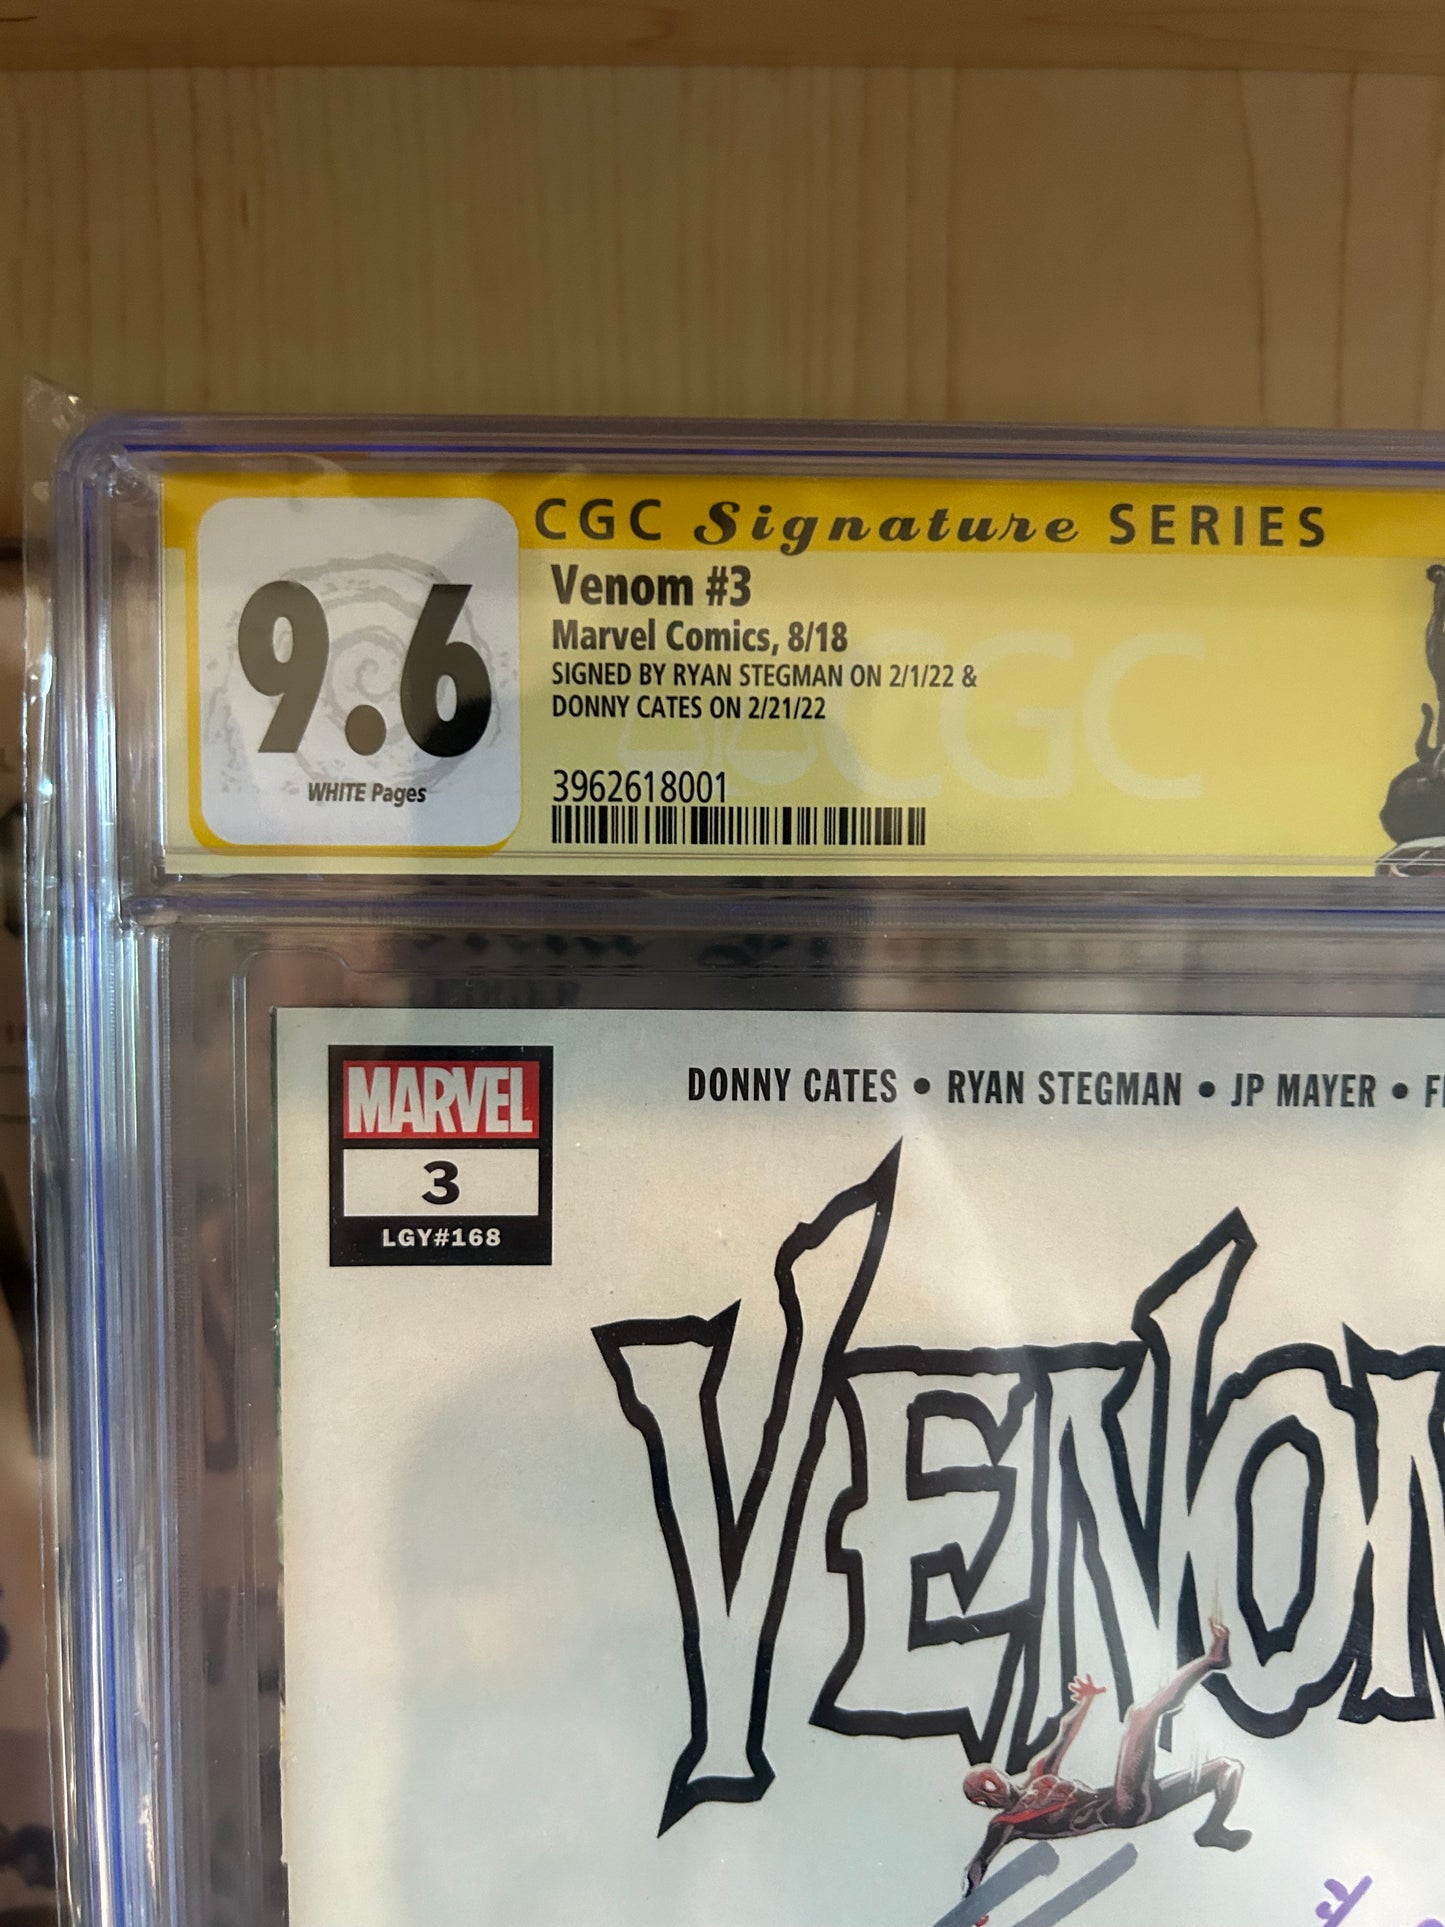 CGC Signature SERIES
9.6
WHITE Pages
Venom #3
Marvel Comics, 8/18
SIGNED BY RYAN STEGMAN ON 2/1/22 &
DONNY CATES ON 2/21/22
3962618001
CGC
MARVEL
3
LGY#168
DONNY CATES • RYAN STEGMAN • JP MAYER •
VENOM